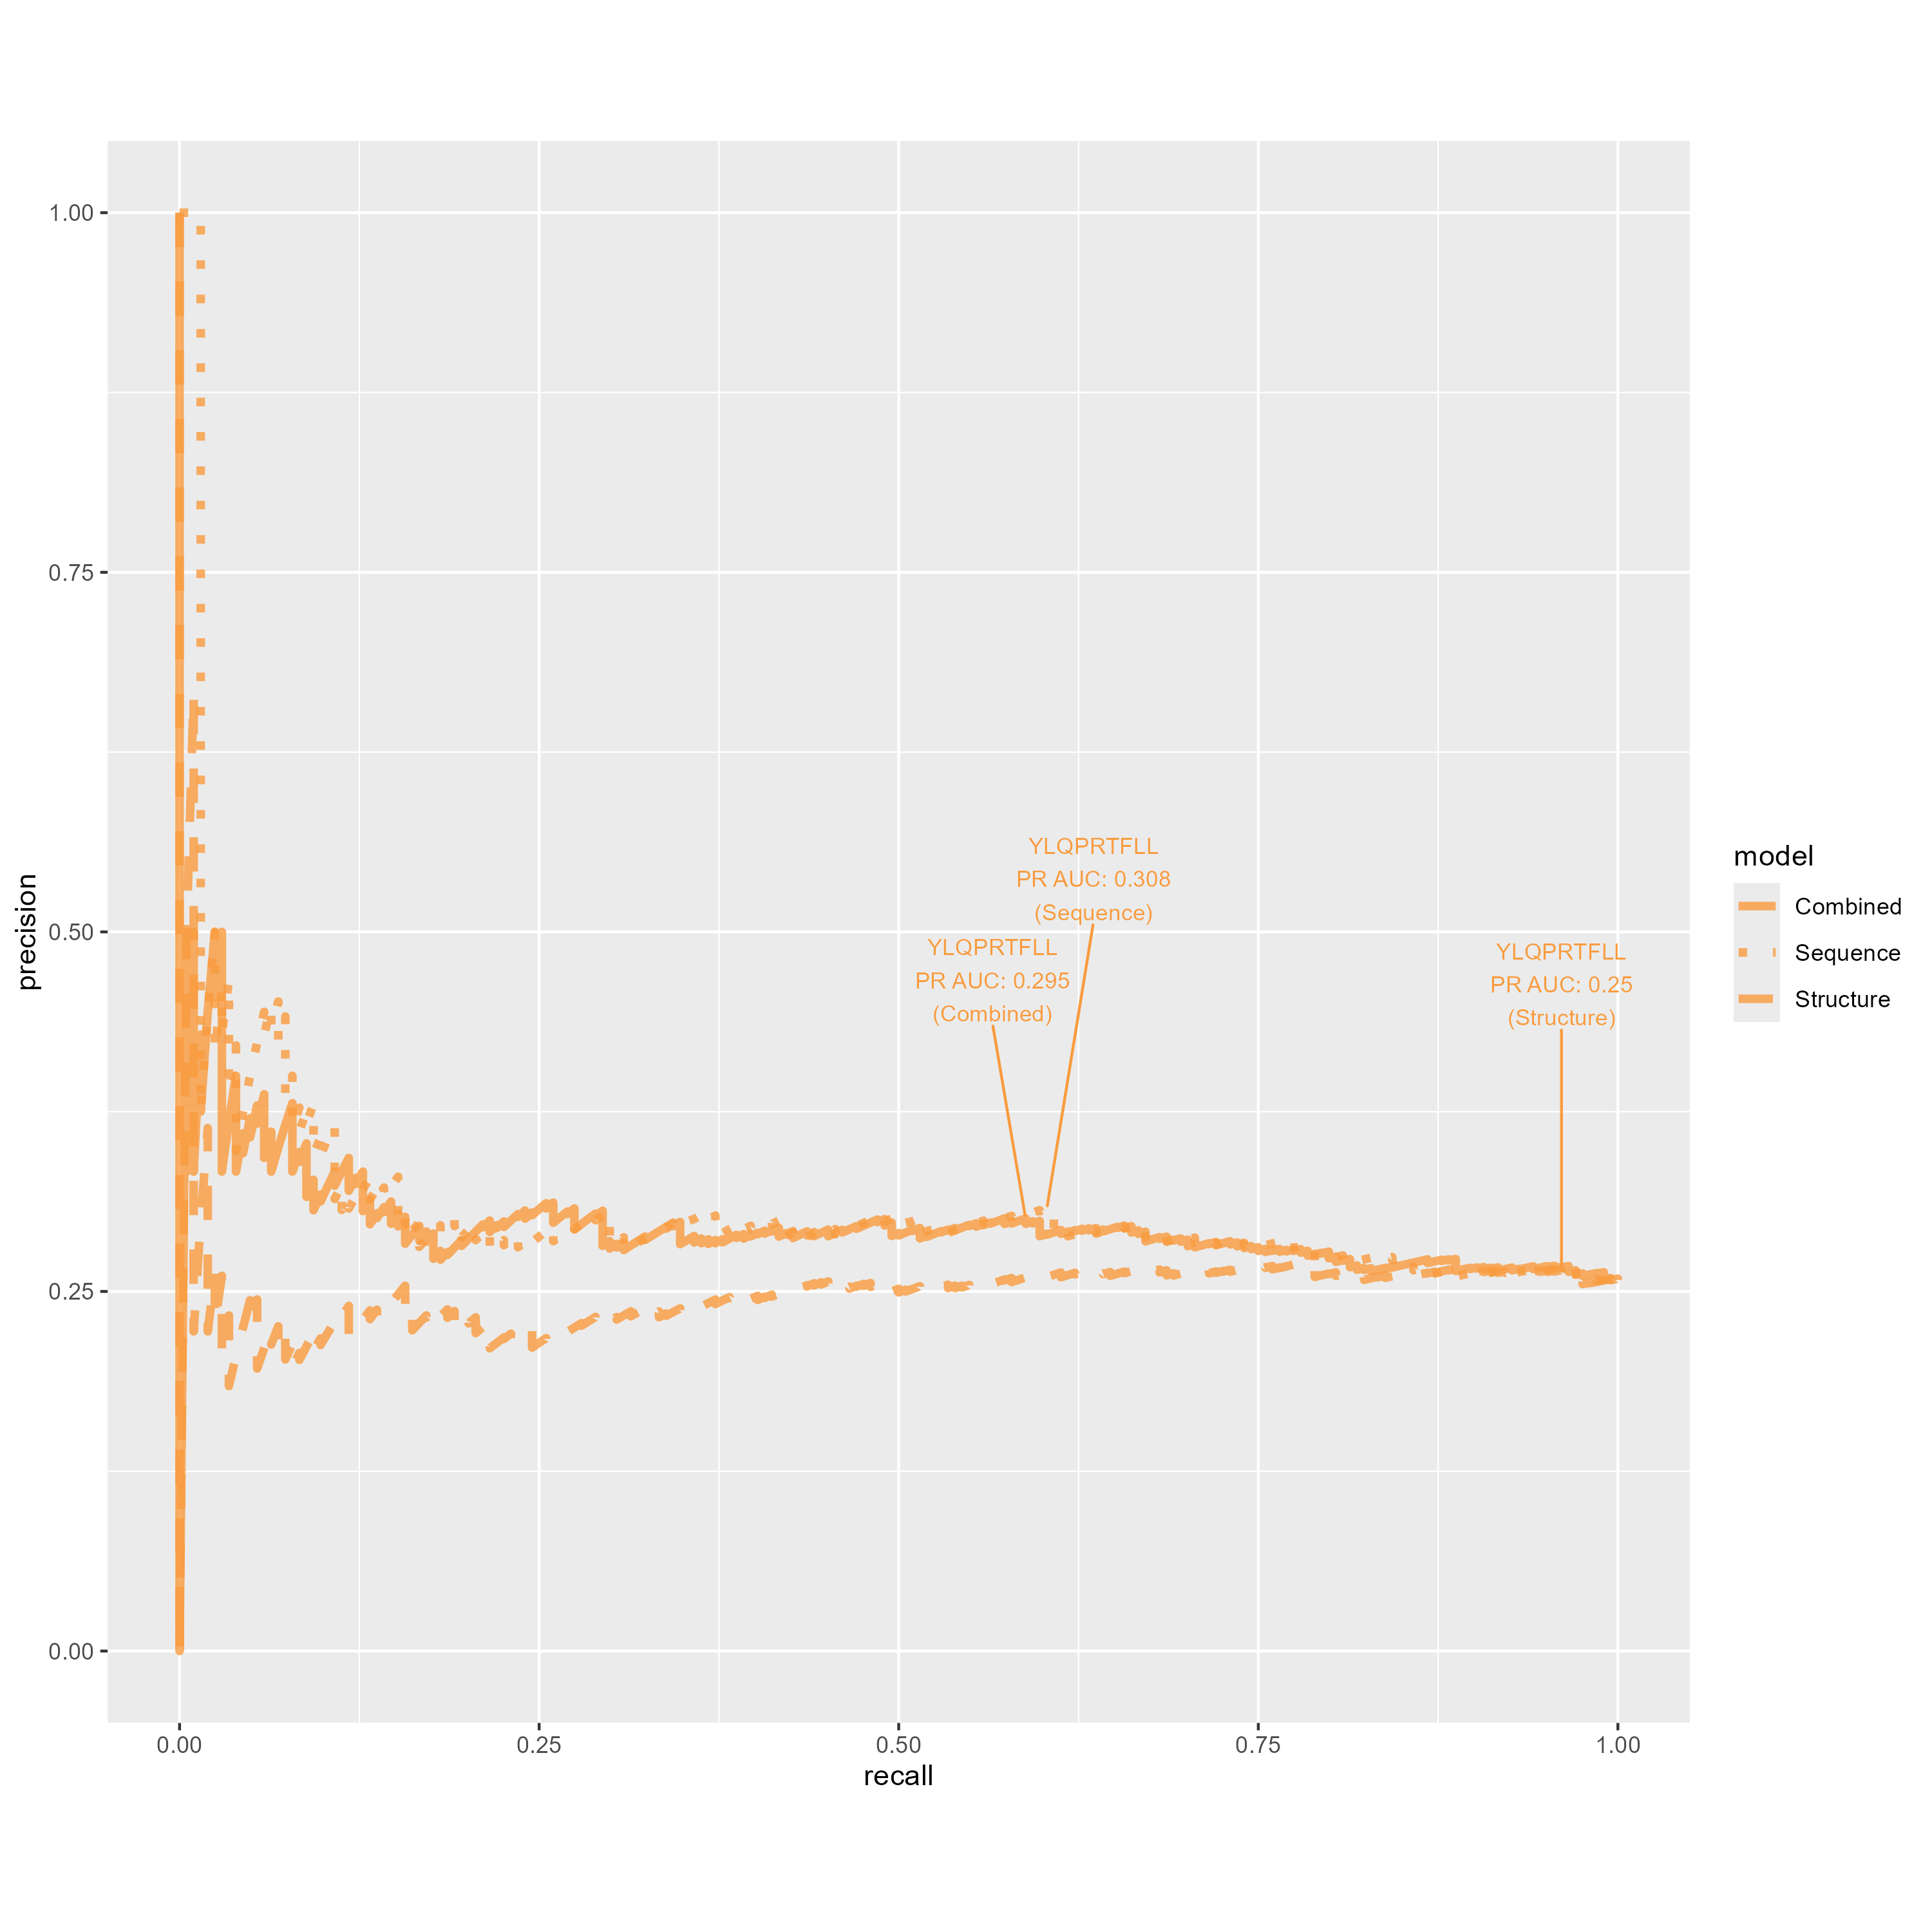 1.00
0.75
0.50
0.25
0.00
precision
YLQPRTFLL
PR AUC: 0.308
(Sequence)
YLQPRTFLL
PR AUC: 0.295
(Combined)
YLQPRTFLL
PR AUC: 0.25
(Structure)
0.00
0.25
0.50
0.75
1.00
recall
model
Combined
Sequence
Structure